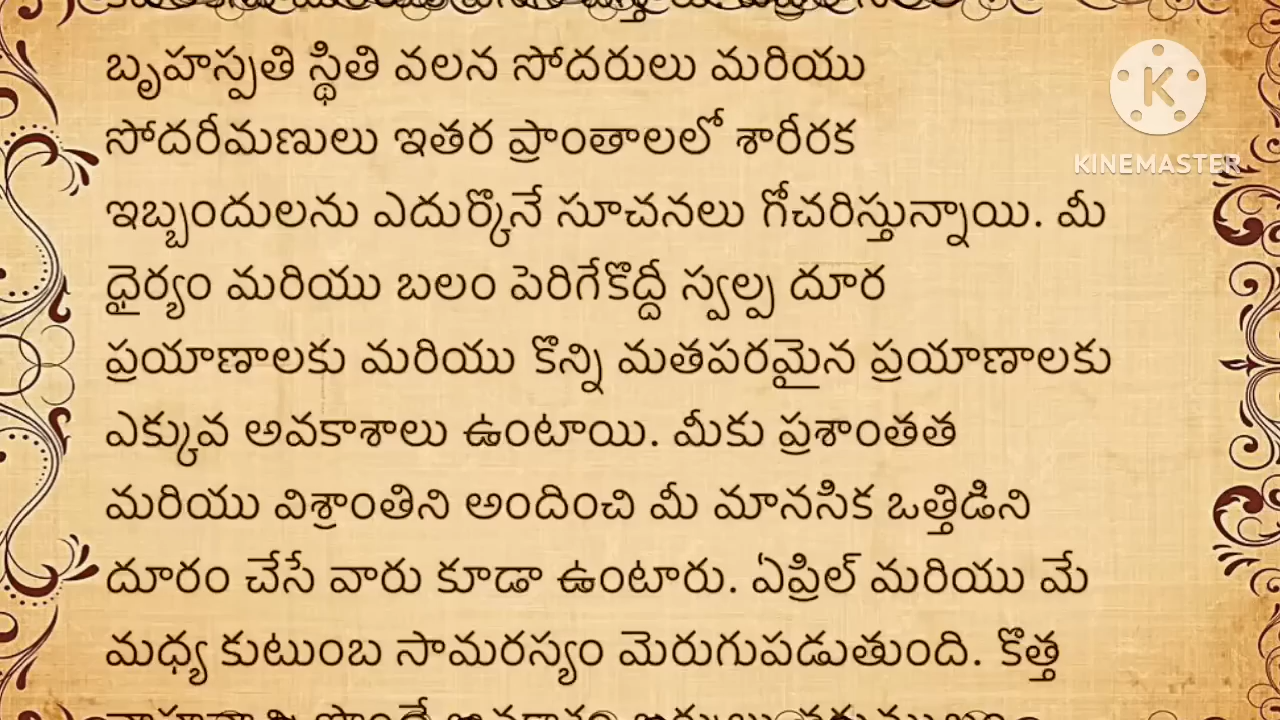 బృహస్పతి స్థితి వలన సోదరులు మరియు
సోదరీమణులు ఇతర ప్రాంతాలలో శారీరక
ఇబ్బందులను ఎదుర్కొనే సూచనలు గోచరిస్తున్నాయి. మీ
ధైర్యం మరియు బలం పెరిగేకొద్దీ స్వల్ప దూర
ప్రయాణాలకు మరియు కొన్ని మతపరమైన ప్రయాణాలకు
ఎక్కువ అవకాశాలు ఉంటాయి. మీకు ప్రశాంతత
మరియు విశ్రాంతిని అందించి మీ మానసిక ఒత్తిడిని
దూరం చేసే వారు కూడా ఉంటారు. ఏప్రిల్ మరియు మే
మధ్య కుటుంబ సామరస్యం మెరుగుపడుతుంది. కొత్త
K
KINEMASTER